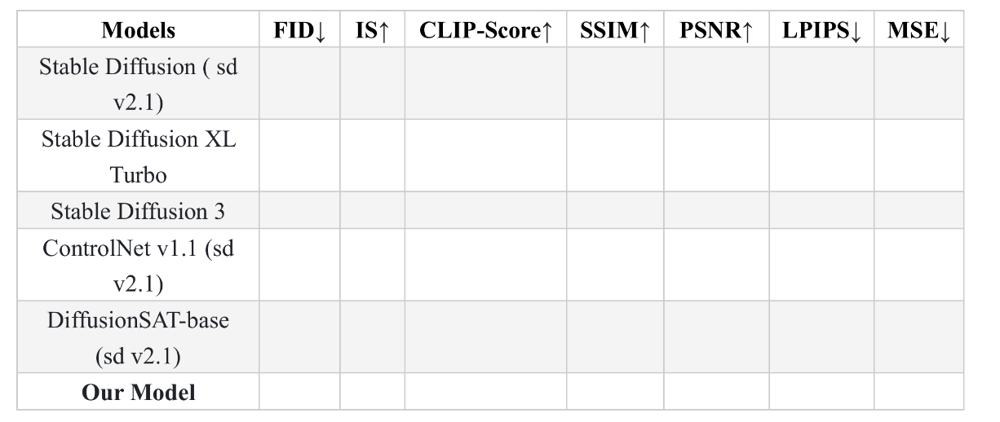 Models FID↓ IS↑ CLIP-Score↑ SSIM↑ PSNR↑ LPIPS↓ MSE↓
Stable Diffusion ( sd
v2.1)
Stable Diffusion XL
Turbo
Stable Diffusion 3
ControlNet v1.1 (sd
v2.1)
DiffusionSAT-base
(sd v2.1)
Our Model